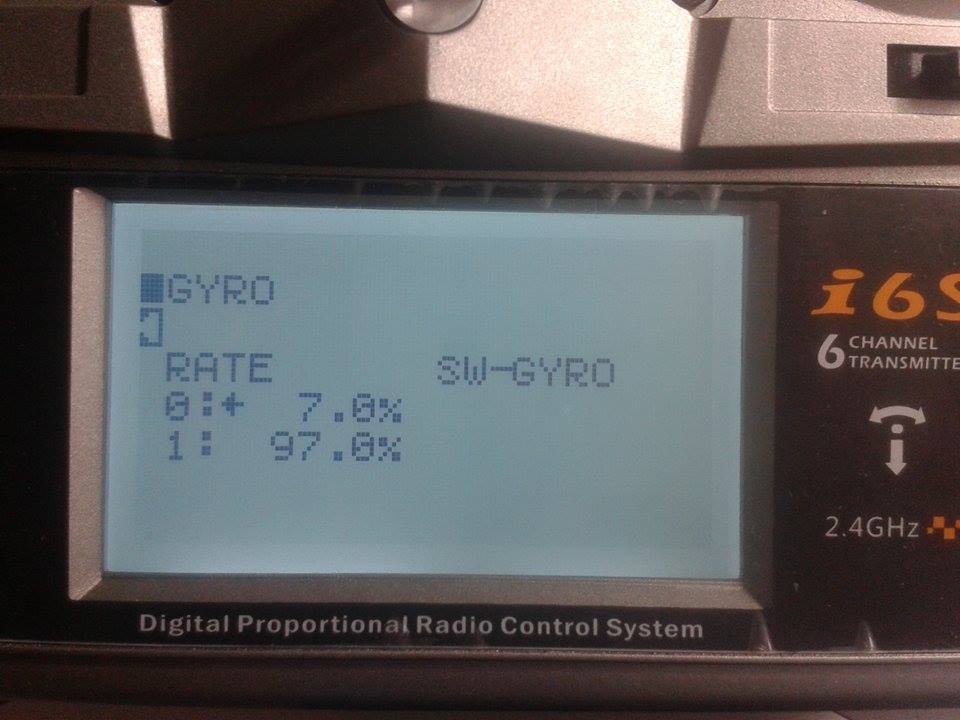 GYRO
RATE SW-GYRO
0: 7.0%
1: 97.0%
i6S
6 CHANNEL
TRANSMITTE
2.4GHz
Digital Proportional Radio Control System